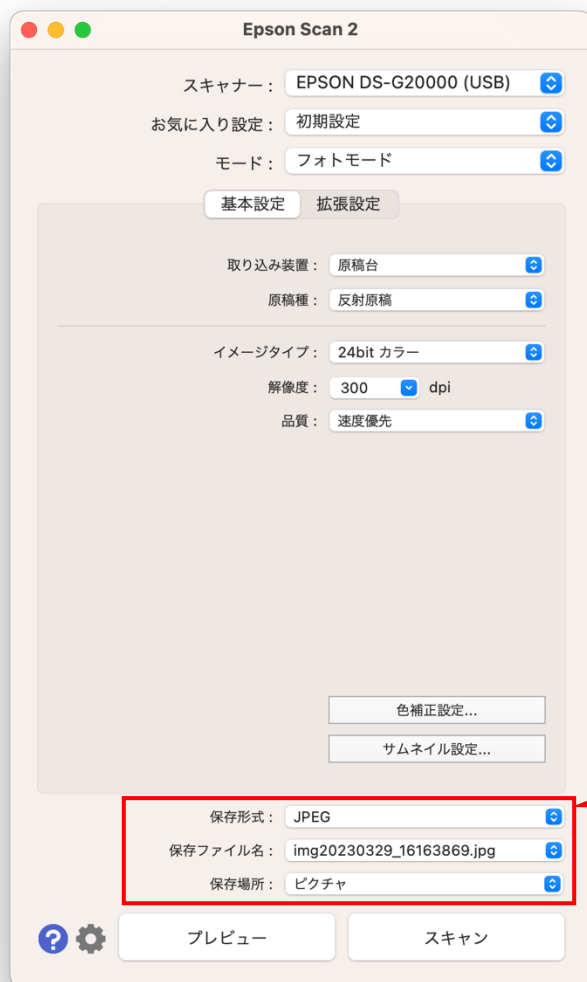 Epson Scan 2
スキャナー： EPSON DS-G20000 (USB)
お気に入り設定： 初期設定
モード： フォトモード
基本設定 拡張設定
取り込み装置： 原稿台
原稿種： 反射原稿
イメージタイプ： 24bit カラー
解像度： 300 dpi
品質： 速度優先
色補正設定...
サムネイル設定...
保存形式： JPEG
保存ファイル名： img20230329_16163869.jpg
保存場所： ピクチャ
? プレビュー スキャン